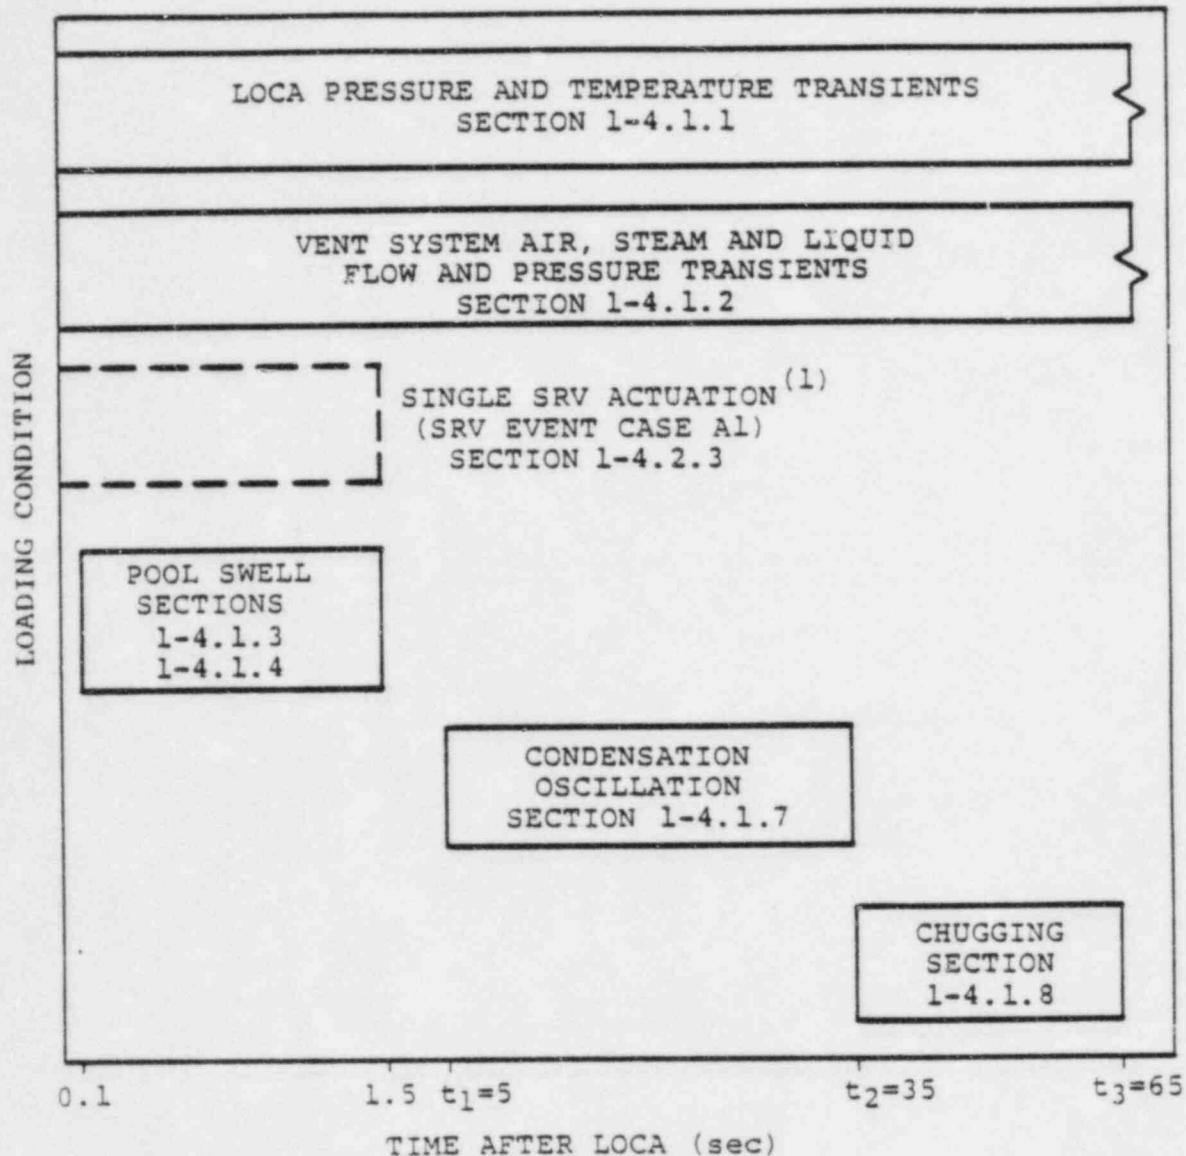 LOCA PRESSURE AND TEMPERATURE TRANSIENTS
SECTION 1-4.1.1
VENT SYSTEM AIR, STEAM AND LIQUID
FLOW AND PRESSURE TRANSIENTS
SECTION 1-4.1.2
LOADING CONDITION
SINGLE SRV ACTUATION(1)
(SRV EVENT CASE A1)
SECTION 1-4.2.3
POOL SWELL
SECTIONS
1-4.1.3
1-4.1.4
CONDENSATION
OSCILLATION
SECTION 1-4.1.7
CHUGGING
SECTION
1-4.1.8
0.1 1.5 t1=5 t2=35 t3=65
TIME AFTER LOCA (sec)